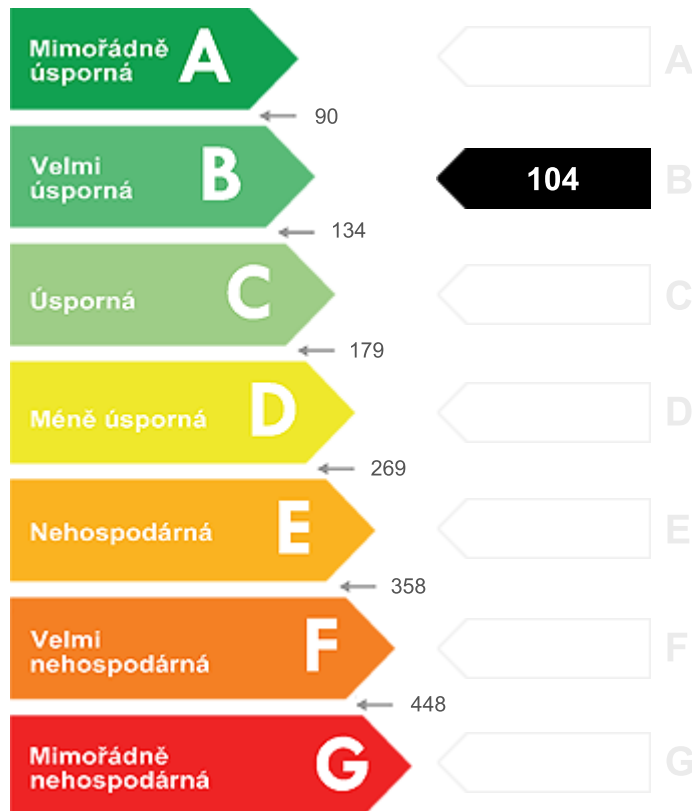 Mimořádně
úsporná
A
A
90
Velmi
úsporná
B
104
B
134
Úsporná
C
C
179
Méně úsporná
D
D
269
Nehospodárná
E
E
358
Velmi
nehospodárná
F
F
448
Mimořádně
nehospodárná
G
G